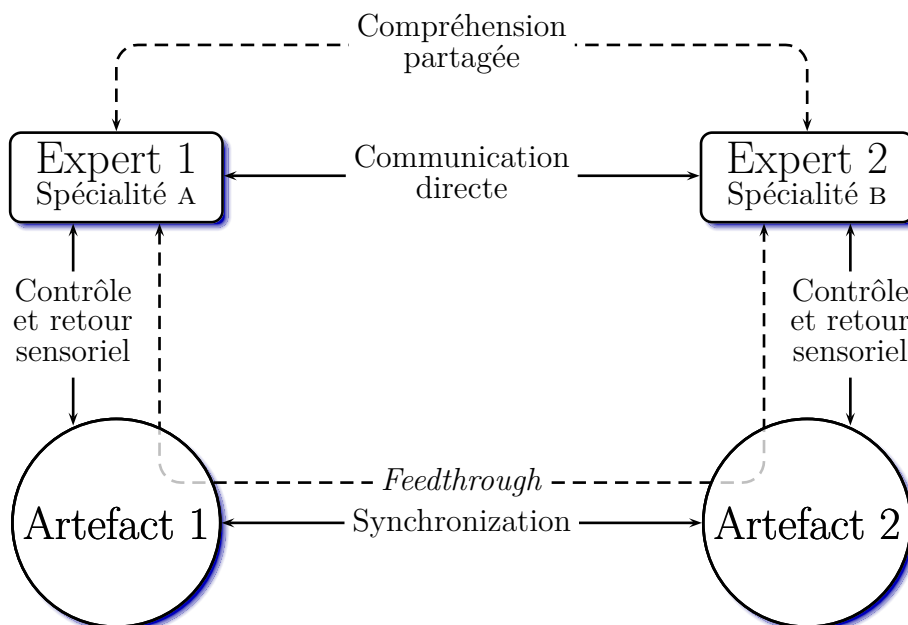 Compréhension
partagée
Expert 1
Spécialité A
Communication
directe
Expert 2
Spécialité B
Contrôle
et retour
sensoriel
Contrôle
et retour
sensoriel
Feedthrough
Artefact 1
Synchronization
Artefact 2